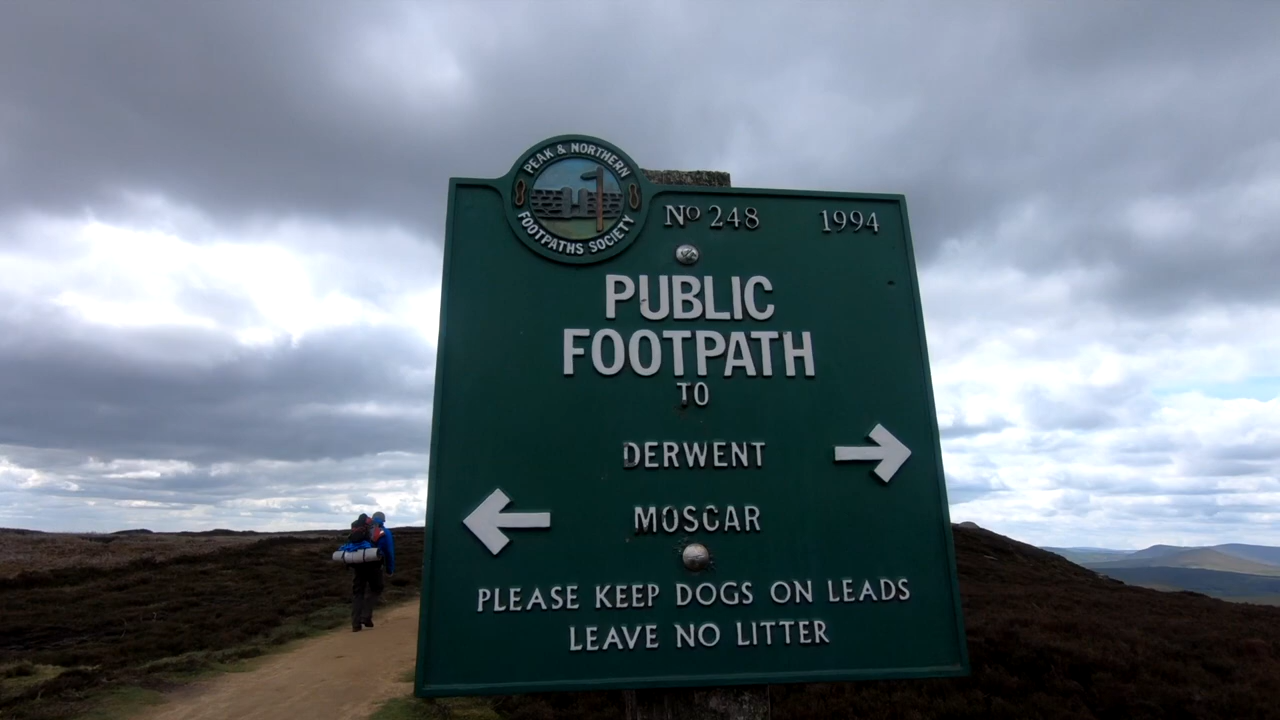 PEAK & NORTHERN
FOOTPATHS SOCIETY
No 248 1994
PUBLIC
FOOTPATH
TO
DERWENT
MOSCAR
PLEASE KEEP DOGS ON LEADS
LEAVE NO LITTER